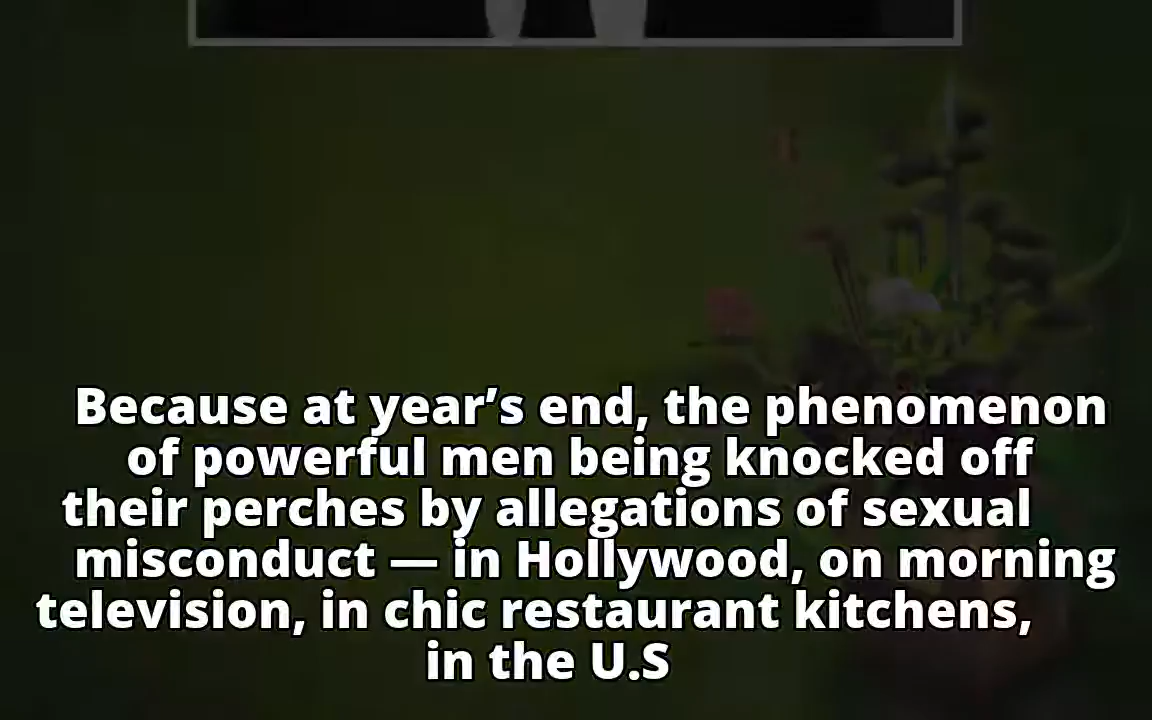 Because at year’s end, the phenomenon
of powerful men being knocked off
their perches by allegations of sexual
misconduct — in Hollywood, on morning
television, in chic restaurant kitchens,
in the U.S